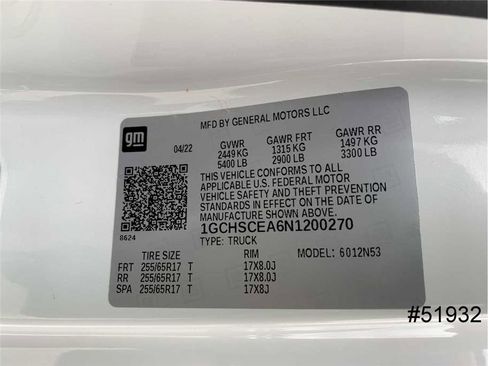 MFD BY GENERAL MOTORS LLC
gm
04/22 GVWR GAWR FRT GAWR RR
2449 KG 1315 KG 1497 KG
5400 LB 2900 LB 3300 LB
THIS VEHICLE CONFORMS TO ALL
APPLICABLE U.S. FEDERAL MOTOR
VEHICLE SAFETY AND THEFT PREVENTION
STANDARDS IN EFFECT ON THE DATE OF
MANUFACTURE SHOWN ABOVE.
8624 1GCHSCEA6N1200270
TYPE: TRUCK
TIRE SIZE RIM MODEL: 6012N53
FRT 255/65R17 T 17X8.0J
RR 255/65R17 T 17X8.0J
SPA 255/65R17 T 17X8J
#51932